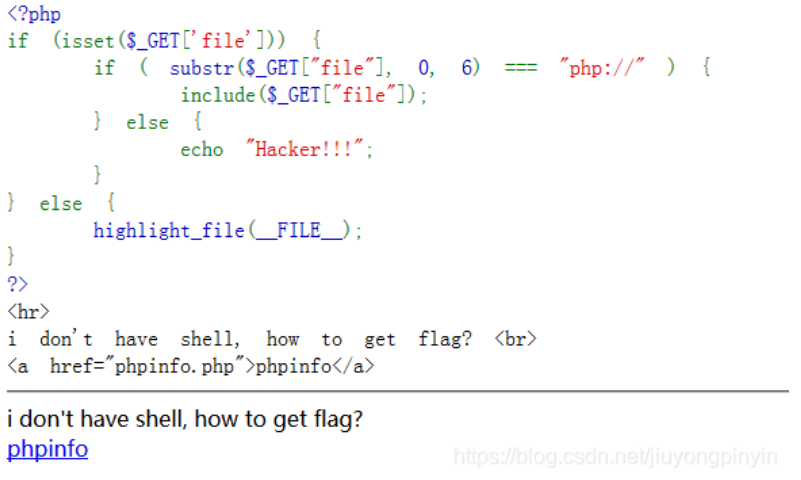 <?php
if (isset($_GET['file'])) {
if ( substr($_GET["file"], 0, 6) === "php://" ) {
include($_GET["file"]);
} else {
echo "Hacker!!!";
}
} else {
highlight_file(__FILE__);
}
?>
<hr>
i don't have shell, how to get flag? <br>
<a href="phpinfo.php">phpinfo</a>
i don't have shell, how to get flag?
phpinfo
https://blog.csdn.net/jiuyongpinyin